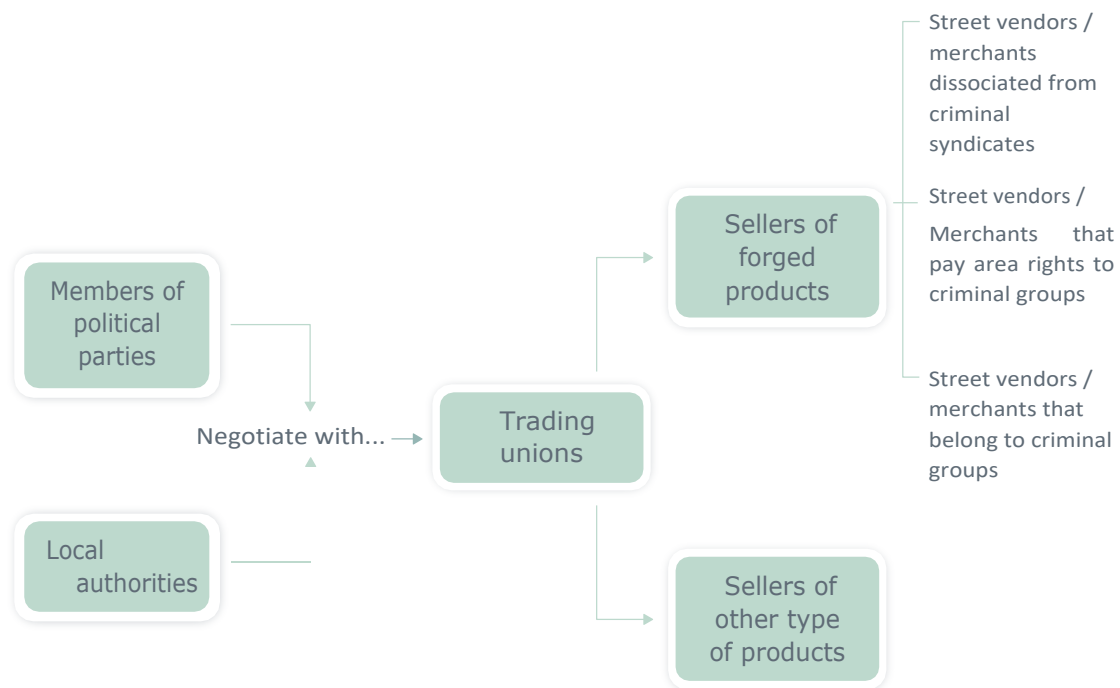 Members of
political
parties
Local
authorities
Negotiate with...
Trading
unions
Sellers of
forged
products
Sellers of
other type
of products
Street vendors /
merchants
dissociated from
criminal
syndicates
Street vendors /
Merchants that
pay area rights to
criminal groups
Street vendors /
merchants that
belong to criminal
groups